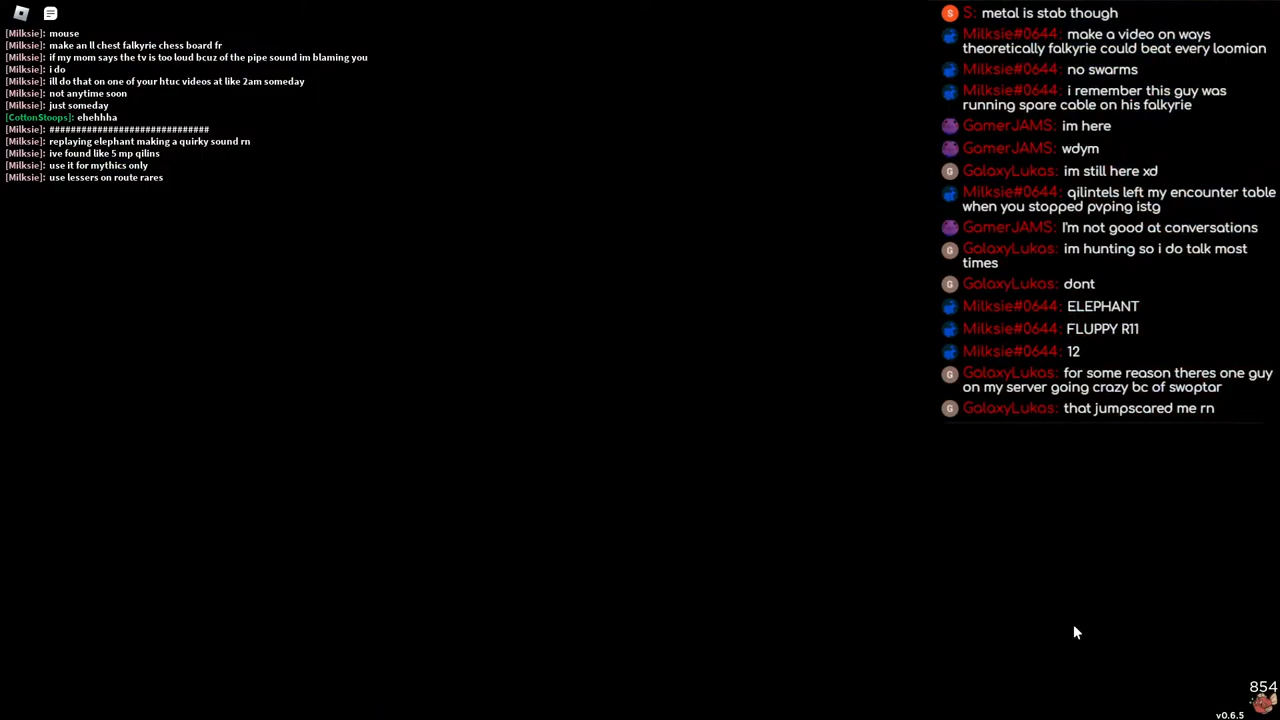 [Milksie]: mouse
[Milksie]: make an ll chest falkyrie chess board fr
[Milksie]: if my mom says the tv is too loud bcuz of the pipe sound im blaming you
[Milksie]: i do
[Milksie]: ill do that on one of your htuc videos at like 2am someday
[Milksie]: not anytime soon
[Milksie]: just someday
[CottonStoops]: ehehhha
[Milksie]: ##############################
[Milksie]: replaying elephant making a quirky sound rn
[Milksie]: ive found like 5 mp qilins
[Milksie]: use it for mythics only
[Milksie]: use lessers on route rares
S: metal is stab though
Milksie#0644: make a video on ways
theoretically falkyrie could beat every loomian
Milksie#0644: no swarms
Milksie#0644: i remember this guy was
running spare cable on his falkyrie
GamerJAMS: im here
GamerJAMS: wdym
GalaxyLukas: im still here xd
Milksie#0644: qilintels left my encounter table
when you stopped pvping istg
GamerJAMS: I'm not good at conversations
GalaxyLukas: im hunting so i do talk most
times
GalaxyLukas: dont
Milksie#0644: ELEPHANT
Milksie#0644: FLUPPY R11
Milksie#0644: 12
GalaxyLukas: for some reason theres one guy
on my server going crazy bc of swoptar
GalaxyLukas: that jumpscared me rn
854
v0.6.5